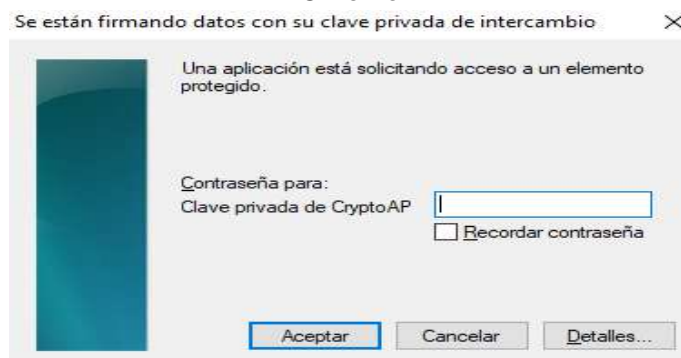 Se están firmando datos con su clave privada de intercambio
Una aplicación está solicitando acceso a un elemento
protegido.
Contraseña para:
Clave privada de CryptoAP
Recordar contraseña
Aceptar Cancelar Detalles...